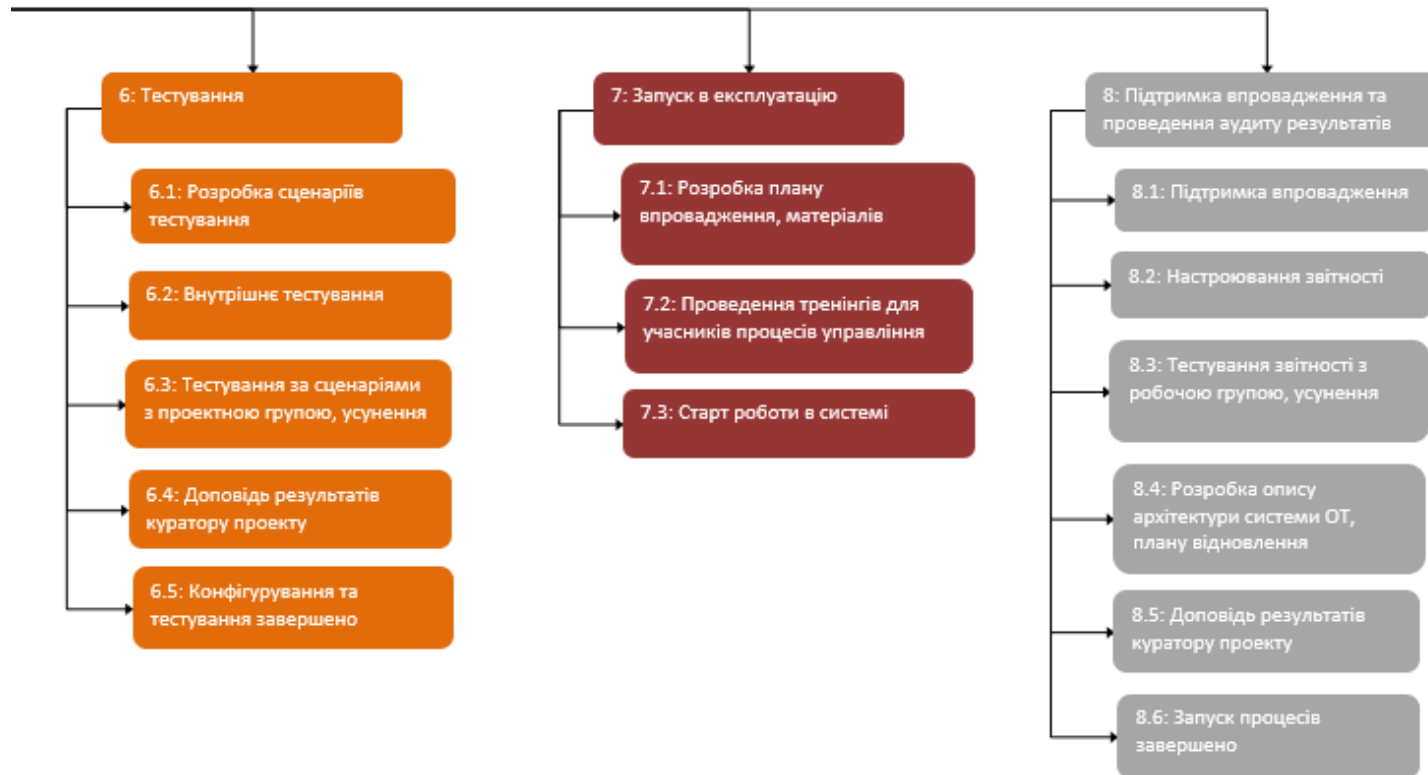 6: Тестування
6.1: Розробка сценаріїв
тестування
6.2: Внутрішнє тестування
6.3: Тестування за сценаріями
з проектною групою, усунення
6.4: Доповідь результатів
куратору проекту
6.5: Конфігурування та
тестування завершено
7: Запуск в експлуатацію
7.1: Розробка плану
впровадження, матеріалів
7.2: Проведення тренінгів для
учасників процесів управління
7.3: Старт роботи в системі
8: Підтримка впровадження та
проведення аудиту результатів
8.1: Підтримка впровадження
8.2: Настроювання звітності
8.3: Тестування звітності з
робочою групою, усунення
8.4: Розробка опису
архітектури системи ОТ,
плану відновлення
8.5: Доповідь результатів
куратору проекту
8.6: Запуск процесів
завершено